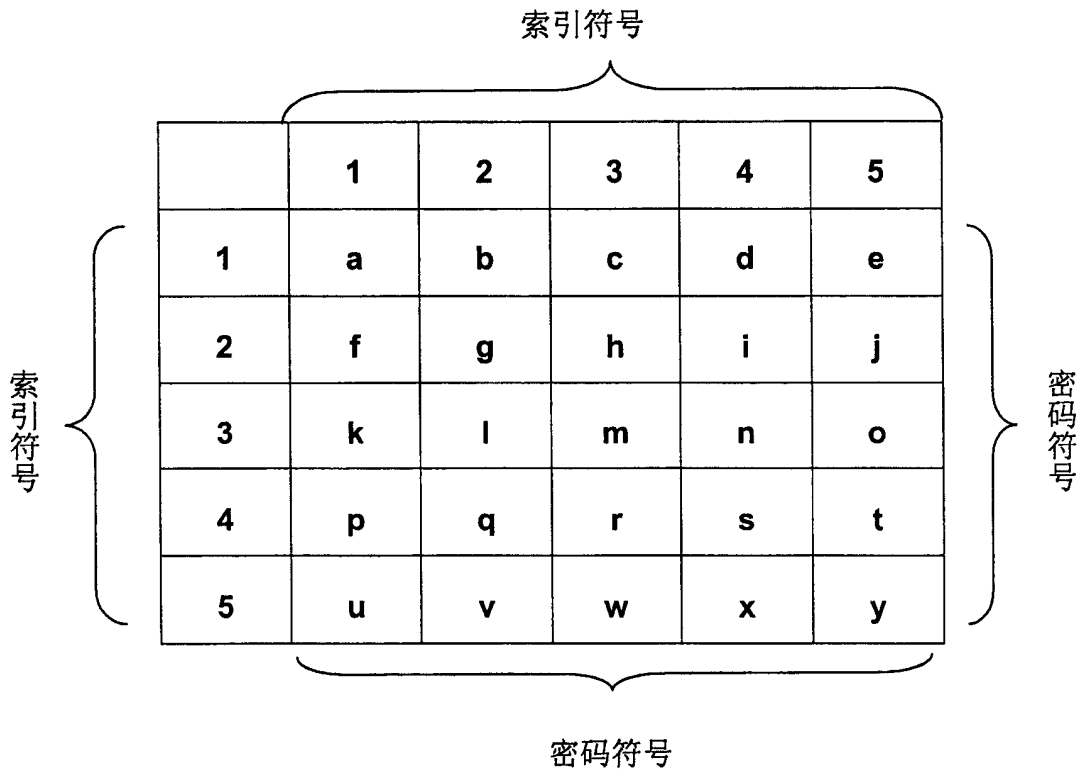 索引符号
1 2 3 4 5
1 a b c d e
2 f g h i j
3 k l m n o
4 p q r s t
5 u v w x y
索引符号
密码符号
密码符号